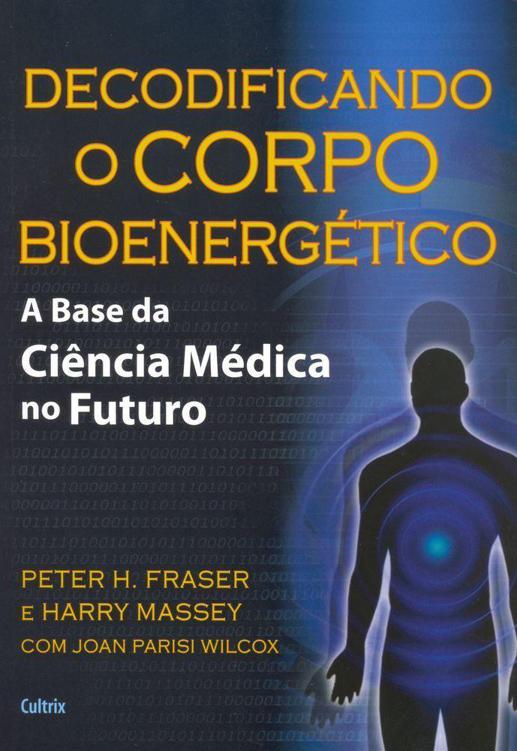 DECODIFICANDO
O CORPO
BIOENERGÉTICO
A Base da
Ciência Médica
no Futuro
PETER H. FRASER
E HARRY MASSEY
COM JOAN PARISI WILCOX
Cultrix